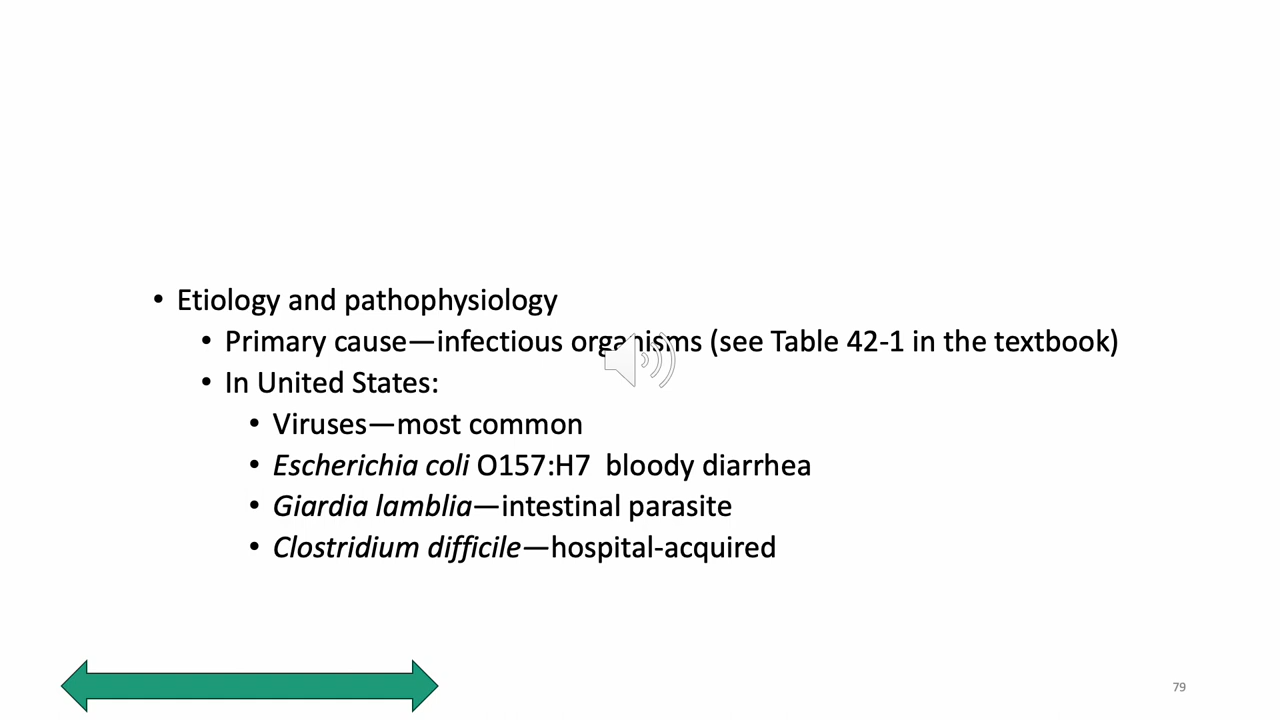 • Etiology and pathophysiology
• Primary cause—infectious organisms (see Table 42-1 in the textbook)
• In United States:
• Viruses—most common
• Escherichia coli O157:H7  bloody diarrhea
• Giardia lamblia—intestinal parasite
• Clostridium difficile—hospital-acquired
79